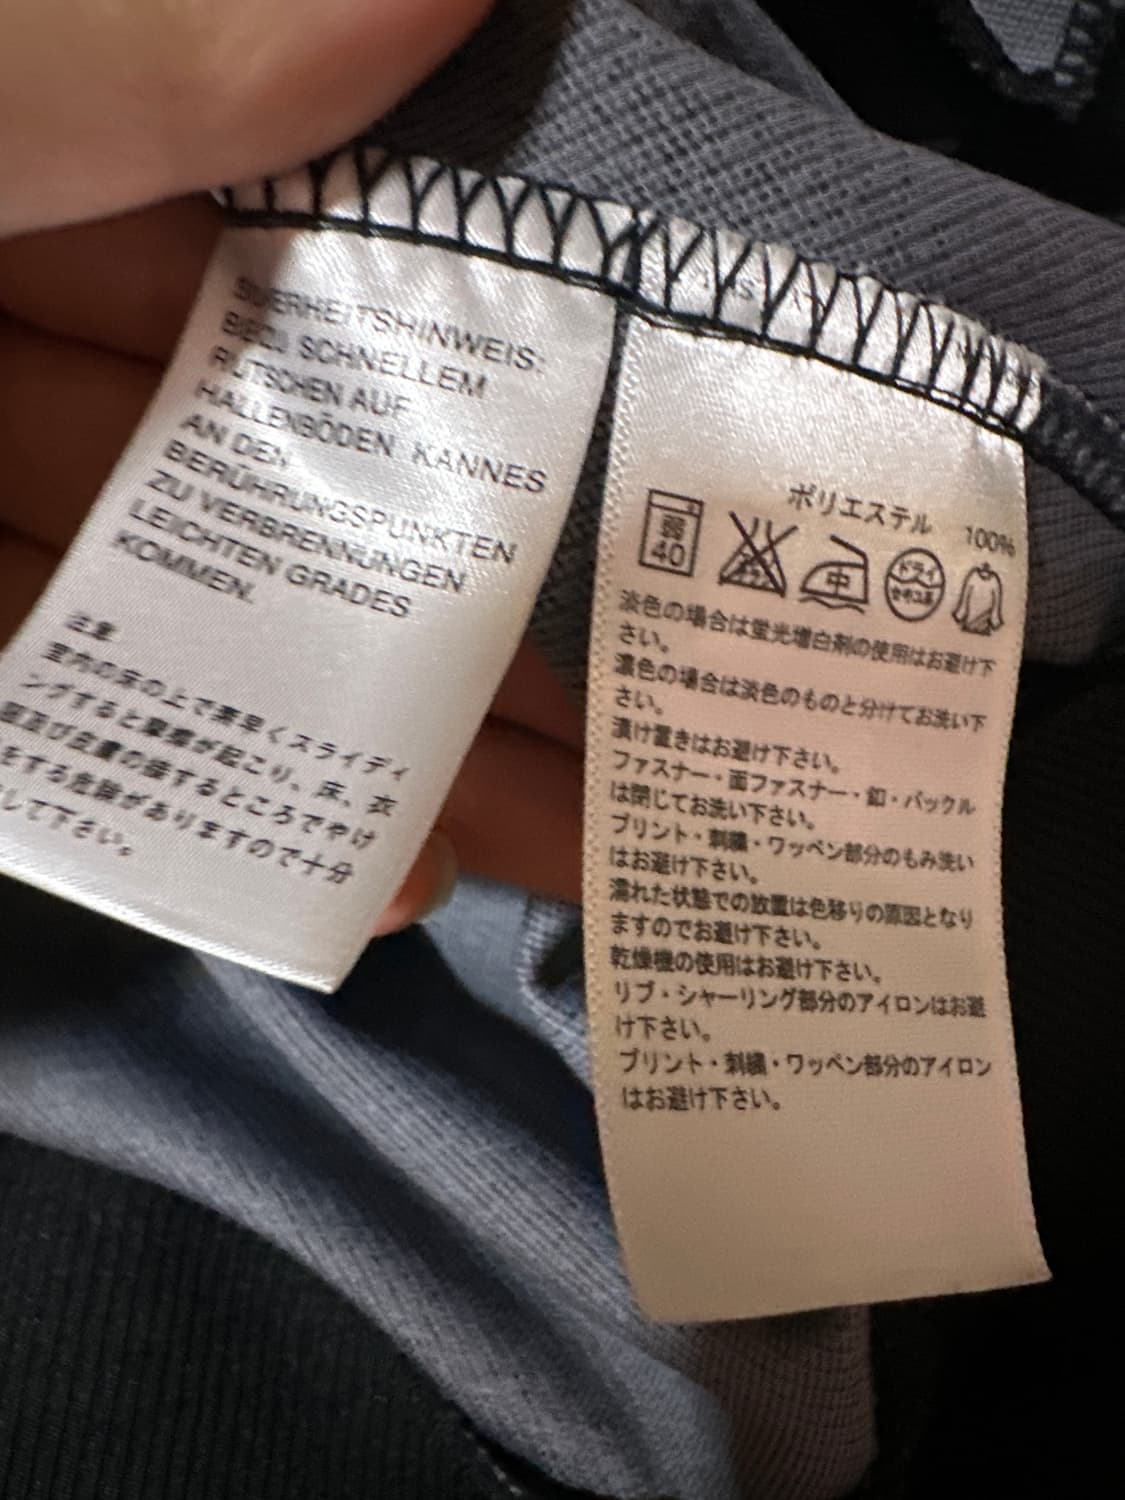 SICHERHEITSHINWEIS:
BEI ZU SCHNELLEM
RUTSCHEN AUF
HALLENBÖDEN KANN ES
AN DEN
BERÜHRUNGSPUNKTEN
ZU VERBRENNUNGEN
LEICHTEN GRADES
KOMMEN.
注意
室内の床の上で素早くスライディ
ングすると摩擦が起こり、床、衣
服及び皮膚の接するところでやけ
をする危険がありますので十分
して下さい。
ポリエステル 100%
弱
40
中
ドライ
セキユ系
淡色の場合は蛍光増白剤の使用はお避け下
さい。
濃色の場合は淡色のものと分けてお洗い下
さい。
漬け置きはお避け下さい。
ファスナー・面ファスナー・釦・バックル
は閉じてお洗い下さい。
プリント・刺繍・ワッペン部分のもみ洗い
はお避け下さい。
濡れた状態での放置は色移りの原因となり
ますのでお避け下さい。
乾燥機の使用はお避け下さい。
リブ・シャーリング部分のアイロンはお避
け下さい。
プリント・刺繍・ワッペン部分のアイロン
はお避け下さい。